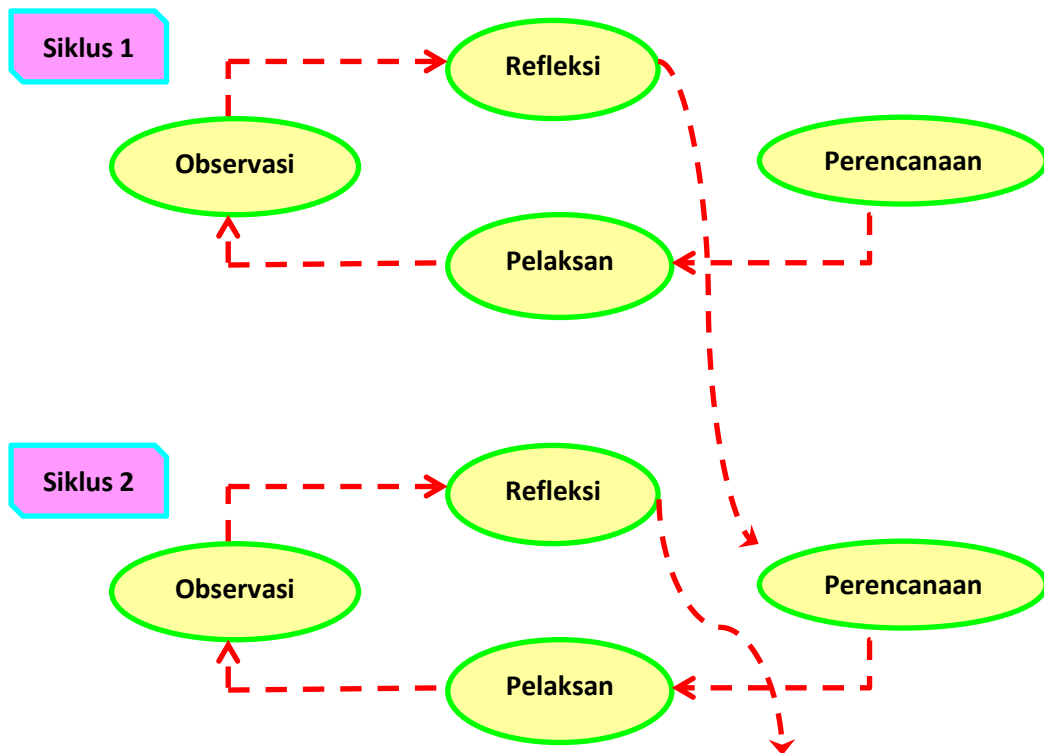 Siklus 1
Refleksi
Observasi
Perencanaan
Pelaksan
Siklus 2
Refleksi
Observasi
Perencanaan
Pelaksan